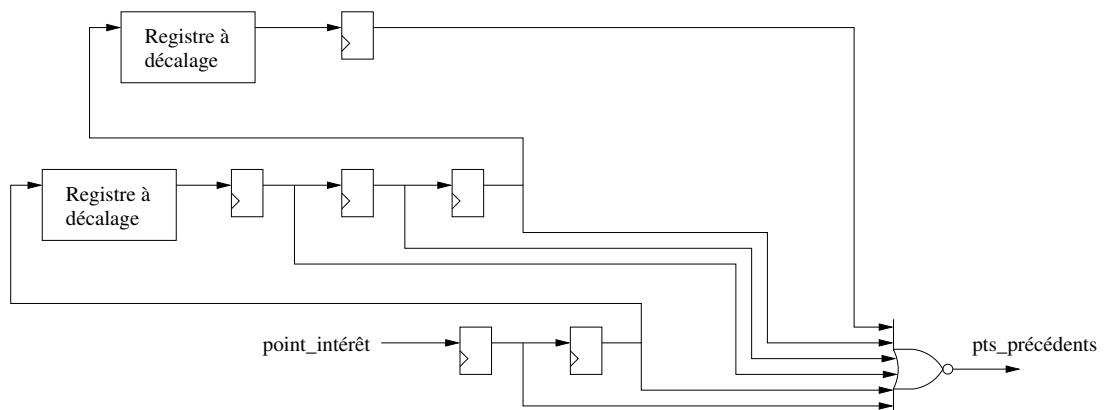 Registre à
décalage
Registre à
décalage
point_intérêt
pts_précédents